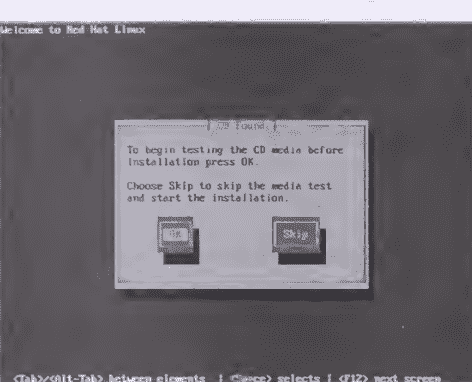 Welcome to Red Hat Linux
CD Found
To begin testing the CD media before
installation press OK.
Choose Skip to skip the media test
and start the installation.
OK
Skip
<Tab>/<Alt-Tab> between elements | <Space> selects | <F12> next screen